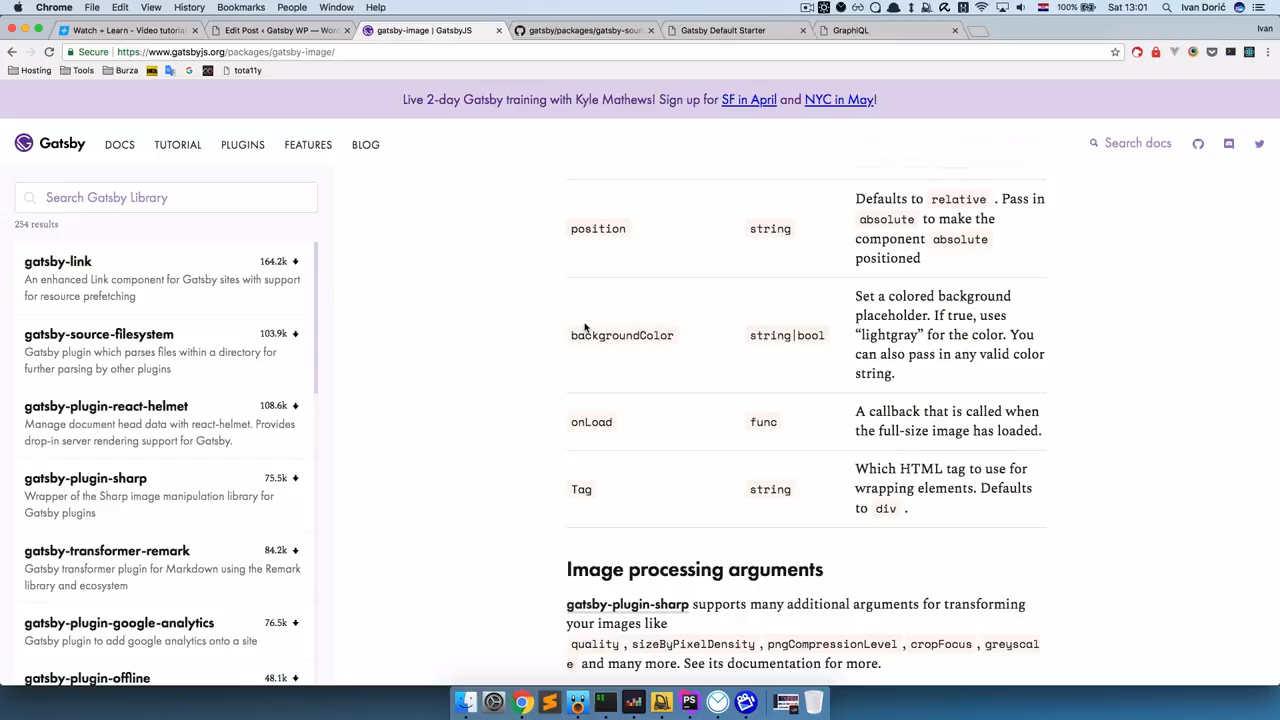 Chrome File Edit View History Bookmarks People Window Help 100% Sat 13:01 Ivan Dorić
Watch + Learn - Video tutorial Edit Post ‹ Gatsby WP — Wor gatsby-image | GatsbyJS gatsby/packages/gatsby-sou Gatsby Default Starter GraphiQL Ivan
Secure https://www.gatsbyjs.org/packages/gatsby-image/
Hosting Tools Burza tota11y
Live 2-day Gatsby training with Kyle Mathews! Sign up for SF in April and NYC in May!
Gatsby DOCS TUTORIAL PLUGINS FEATURES BLOG Search docs
Search Gatsby Library
254 results
gatsby-link 164.2k
An enhanced Link component for Gatsby sites with support
for resource prefetching
gatsby-source-filesystem 103.9k
Gatsby plugin which parses files within a directory for
further parsing by other plugins
gatsby-plugin-react-helmet 108.6k
Manage document head data with react-helmet. Provides
drop-in server rendering support for Gatsby.
gatsby-plugin-sharp 75.5k
Wrapper of the Sharp image manipulation library for
Gatsby plugins
gatsby-transformer-remark 84.2k
Gatsby transformer plugin for Markdown using the Remark
library and ecosystem
gatsby-plugin-google-analytics 76.5k
Gatsby plugin to add google analytics onto a site
gatsby-plugin-offline 48.1k
position string
Defaults to relative . Pass in
absolute to make the
component absolute
positioned
backgroundColor string|bool
Set a colored background
placeholder. If true, uses
“lightgray” for the color. You
can also pass in any valid color
string.
onLoad func
A callback that is called when
the full-size image has loaded.
Tag string
Which HTML tag to use for
wrapping elements. Defaults
to div .
Image processing arguments
gatsby-plugin-sharp supports many additional arguments for transforming
your images like
quality , sizeByPixelDensity , pngCompressionLevel , cropFocus , greyscal
e and many more. See its documentation for more.